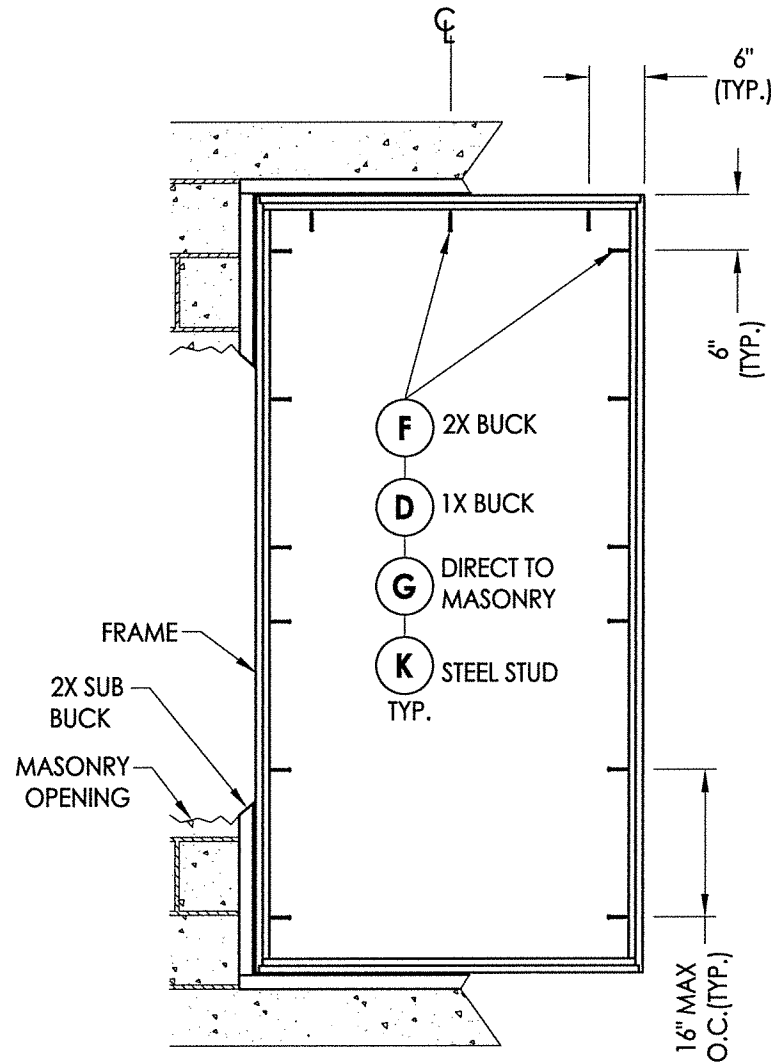 ℄
6"
(TYP.)
6"
(TYP.)
F 2X BUCK
D 1X BUCK
G DIRECT TO
MASONRY
K STEEL STUD
TYP.
FRAME
2X SUB
BUCK
MASONRY
OPENING
16" MAX
O.C.(TYP.)